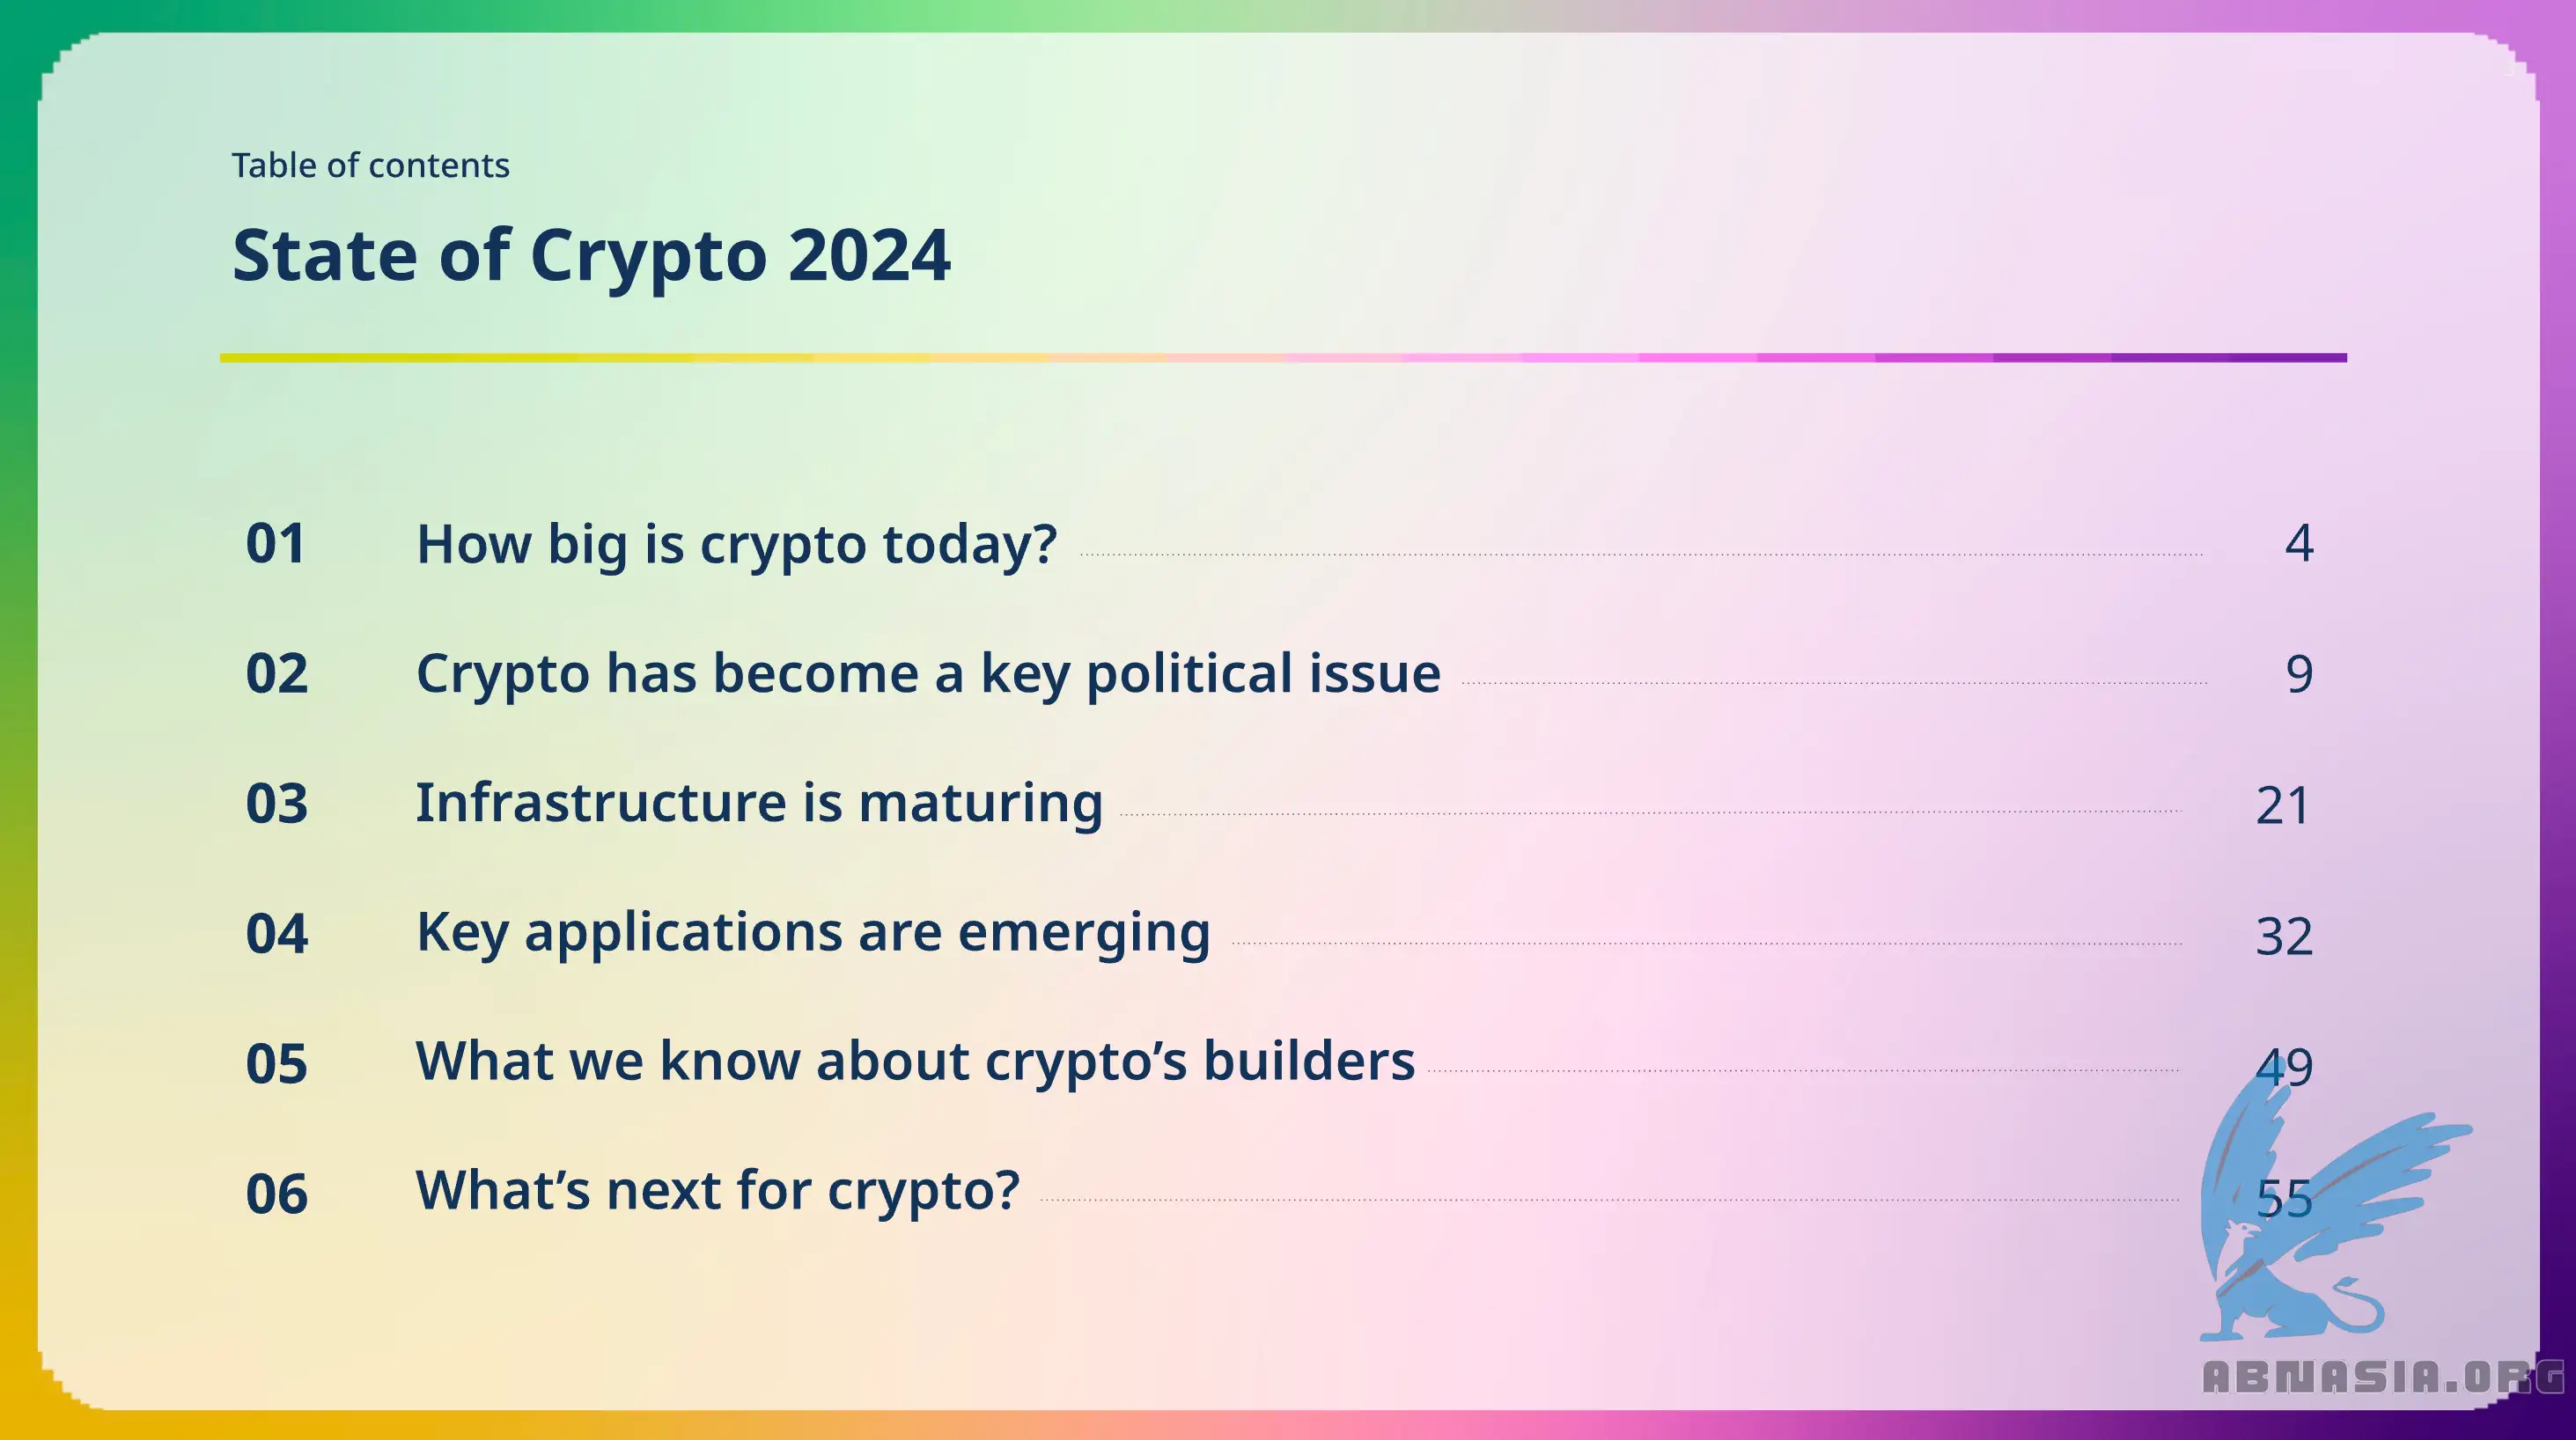 Table of contents
State of Crypto 2024
01 How big is crypto today? 4
02 Crypto has become a key political issue 9
03 Infrastructure is maturing 21
04 Key applications are emerging 32
05 What we know about crypto’s builders 49
06 What’s next for crypto? 55
ABNASIA.ORG